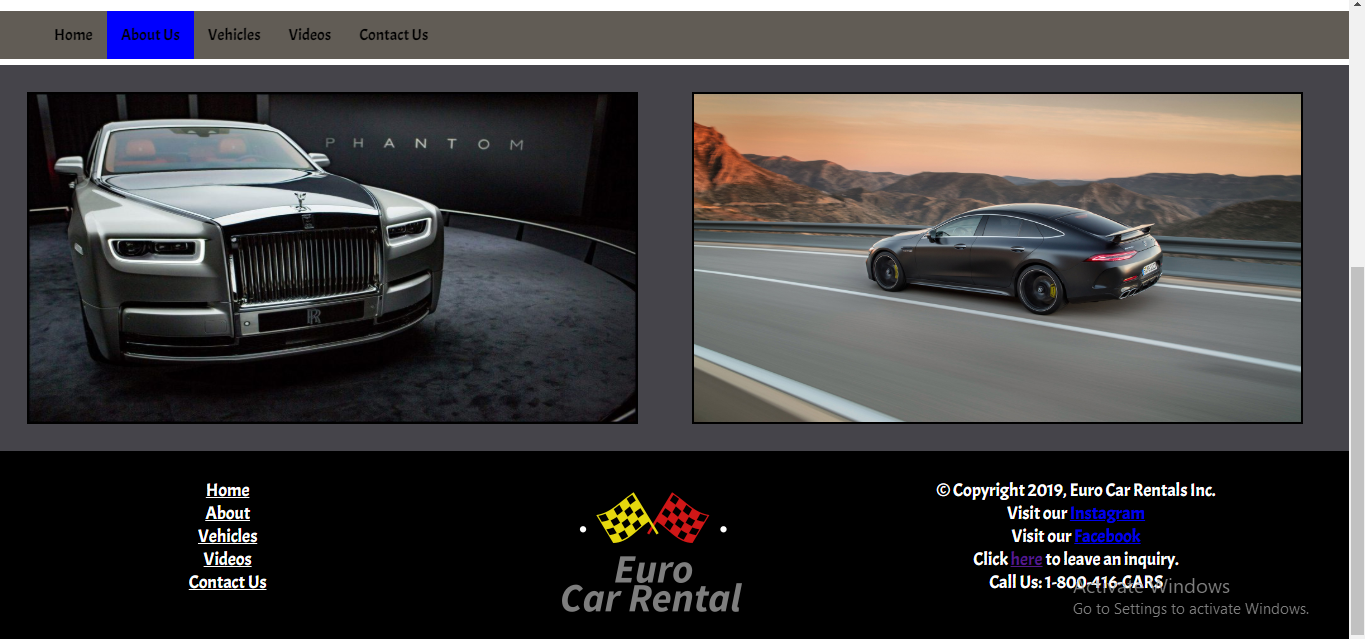 Home About Us Vehicles Videos Contact Us
PHANTOM
Home
About
Vehicles
Videos
Contact Us
Euro
Car Rental
© Copyright 2019, Euro Car Rentals Inc.
Visit our Instagram
Visit our Facebook
Click here to leave an inquiry.
Call Us: 1-800-416-CARS
Activate Windows
Go to Settings to activate Windows.